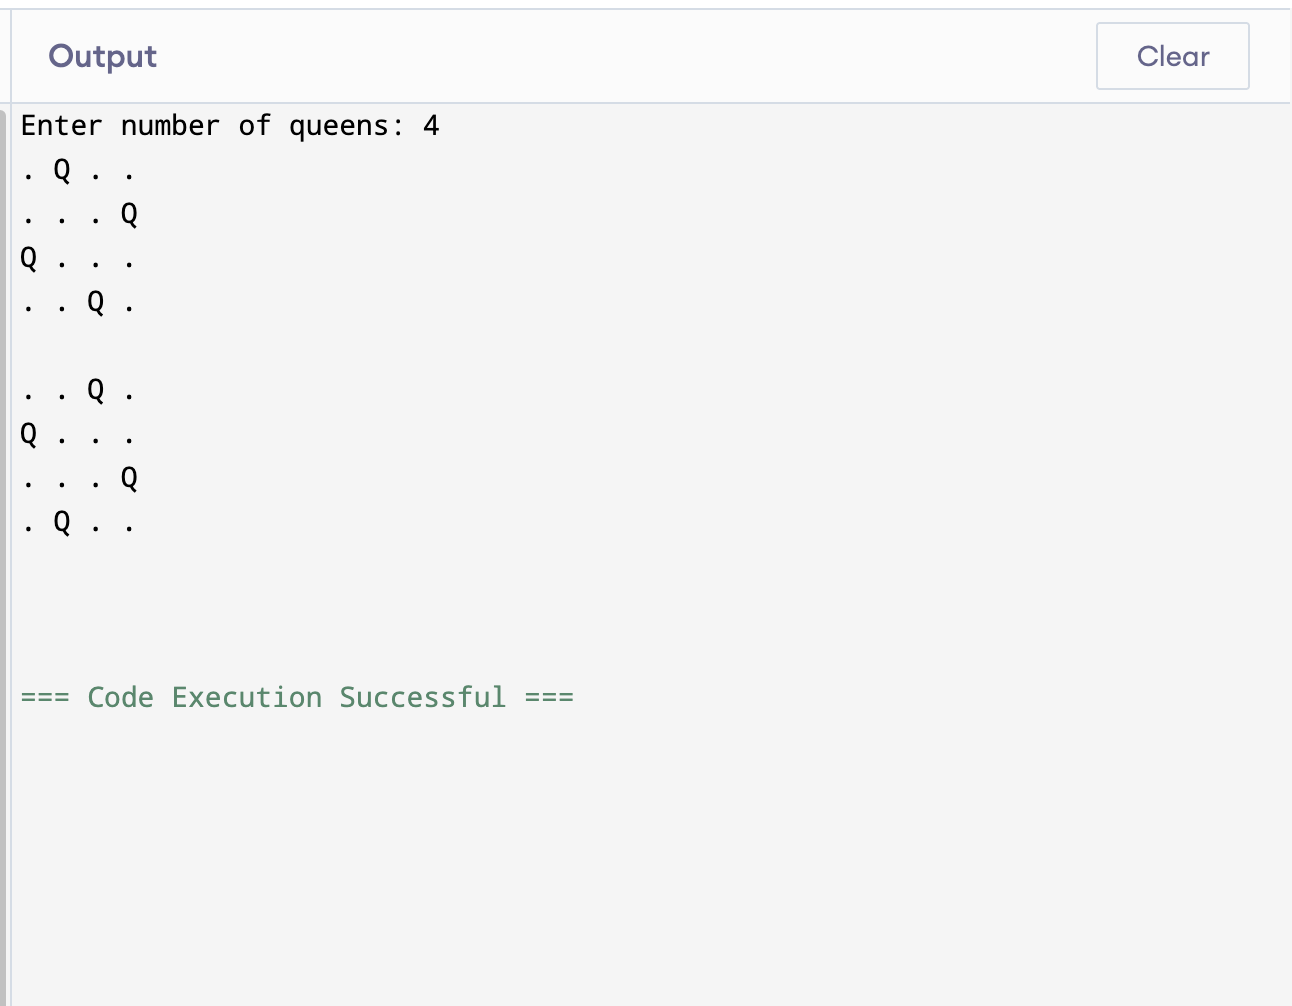 Output
Clear
Enter number of queens: 4
. Q . .
. . . Q
Q . . .
. . Q .
. . Q .
Q . . .
. . . Q
. Q . .
=== Code Execution Successful ===